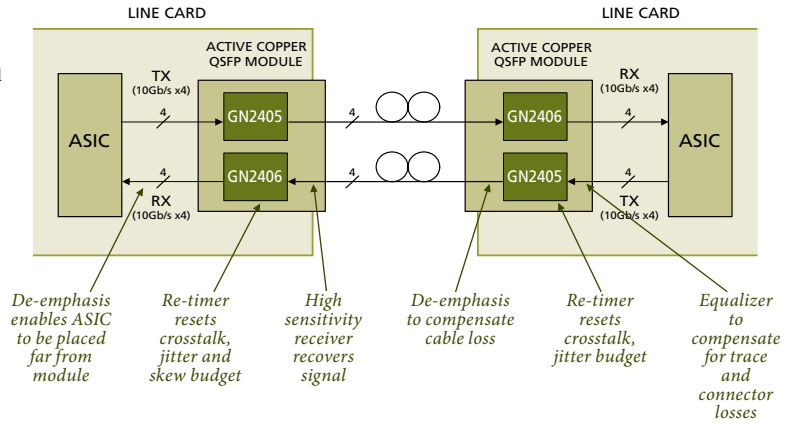 LINE CARD
LINE CARD
ACTIVE COPPER
QSFP MODULE
ACTIVE COPPER
QSFP MODULE
TX
(10Gb/s x4)
RX
(10Gb/s x4)
4
GN2405
4
GN2406
4
ASIC
ASIC
4
GN2406
4
GN2405
4
RX
(10Gb/s x4)
TX
(10Gb/s x4)
De-emphasis
enables ASIC
to be placed
far from
module
Re-timer
resets
crosstalk,
jitter and
skew budget
High
sensitivity
receiver
recovers
signal
De-emphasis
to compensate
cable loss
Re-timer
resets
crosstalk,
jitter budget
Equalizer
to
compensate
for trace
and
connector
losses